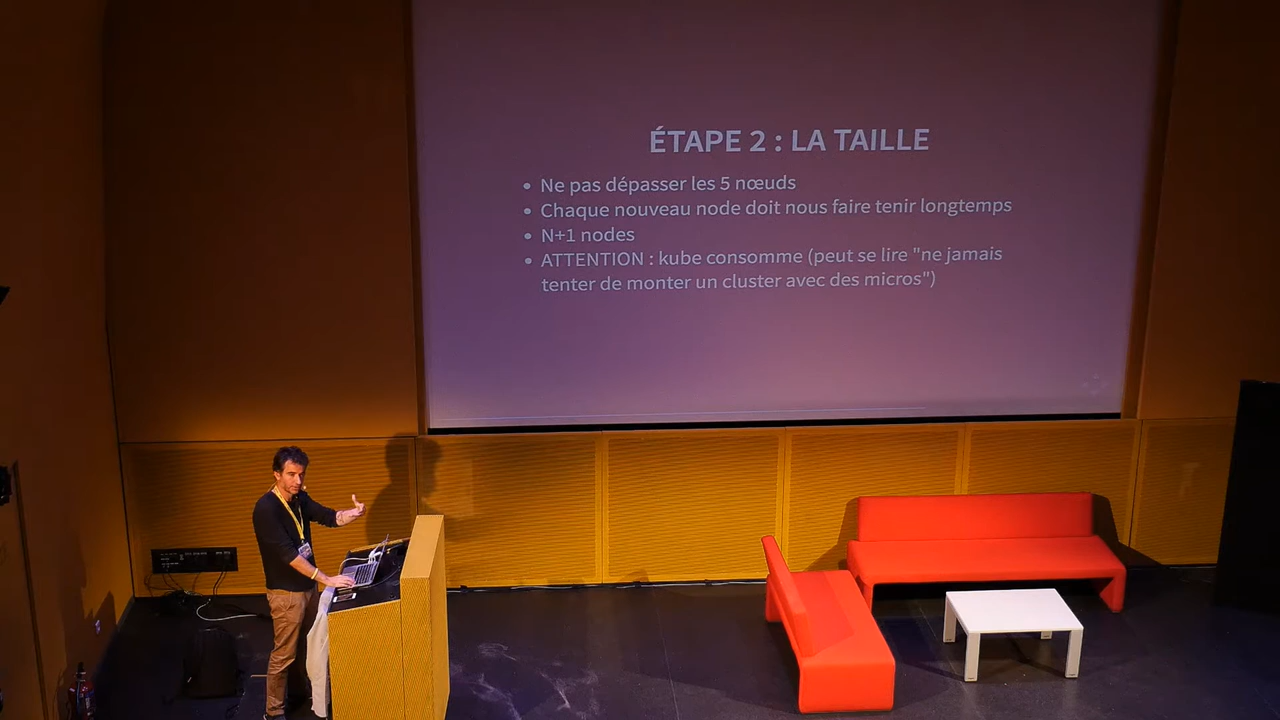 ÉTAPE 2 : LA TAILLE
• Ne pas dépasser les 5 nœuds
• Chaque nouveau node doit nous faire tenir longtemps
• N+1 nodes
• ATTENTION : kube consomme (peut se lire "ne jamais
tenter de monter un cluster avec des micros")